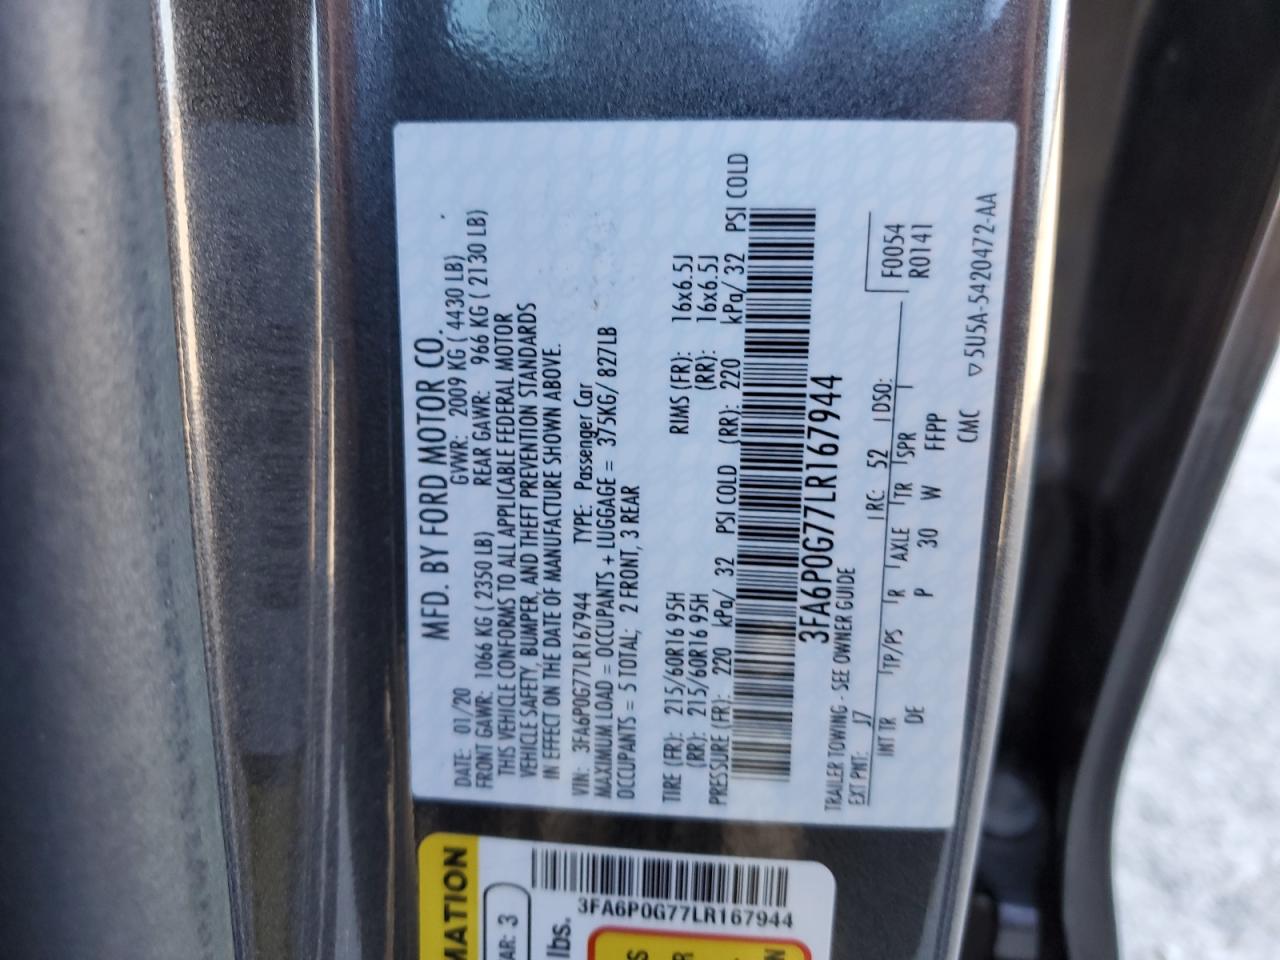 MFD. BY FORD MOTOR CO.
DATE: 01/20 GVWR: 2009 KG ( 4430 LB)
FRONT GAWR: 1066 KG ( 2350 LB) REAR GAWR: 966 KG ( 2130 LB)
THIS VEHICLE CONFORMS TO ALL APPLICABLE FEDERAL MOTOR
VEHICLE SAFETY, BUMPER, AND THEFT PREVENTION STANDARDS
IN EFFECT ON THE DATE OF MANUFACTURE SHOWN ABOVE.
VIN: 3FA6P0G77LR167944 TYPE: Passenger Car
MAXIMUM LOAD = OCCUPANTS + LUGGAGE = 375KG/ 827LB
OCCUPANTS = 5 TOTAL; 2 FRONT, 3 REAR
TIRE (FR): 215/60R16 95H RIMS (FR): 16x6.5J
(RR): 215/60R16 95H (RR): 16x6.5J
PRESSURE (FR): 220 kPa/ 32 PSI COLD (RR): 220 kPa/ 32 PSI COLD
3FA6P0G77LR167944
TRAILER TOWING - SEE OWNER GUIDE
EXT PNT: J7 RC: 52 DSO:
INT TR TP/PS R AXLE TR SPR F0054
DE P 30 W FFPP R0141
CMC ▽5U5A-5420472-AA
MATION
AR: 3
lbs.
3FA6P0G77LR167944